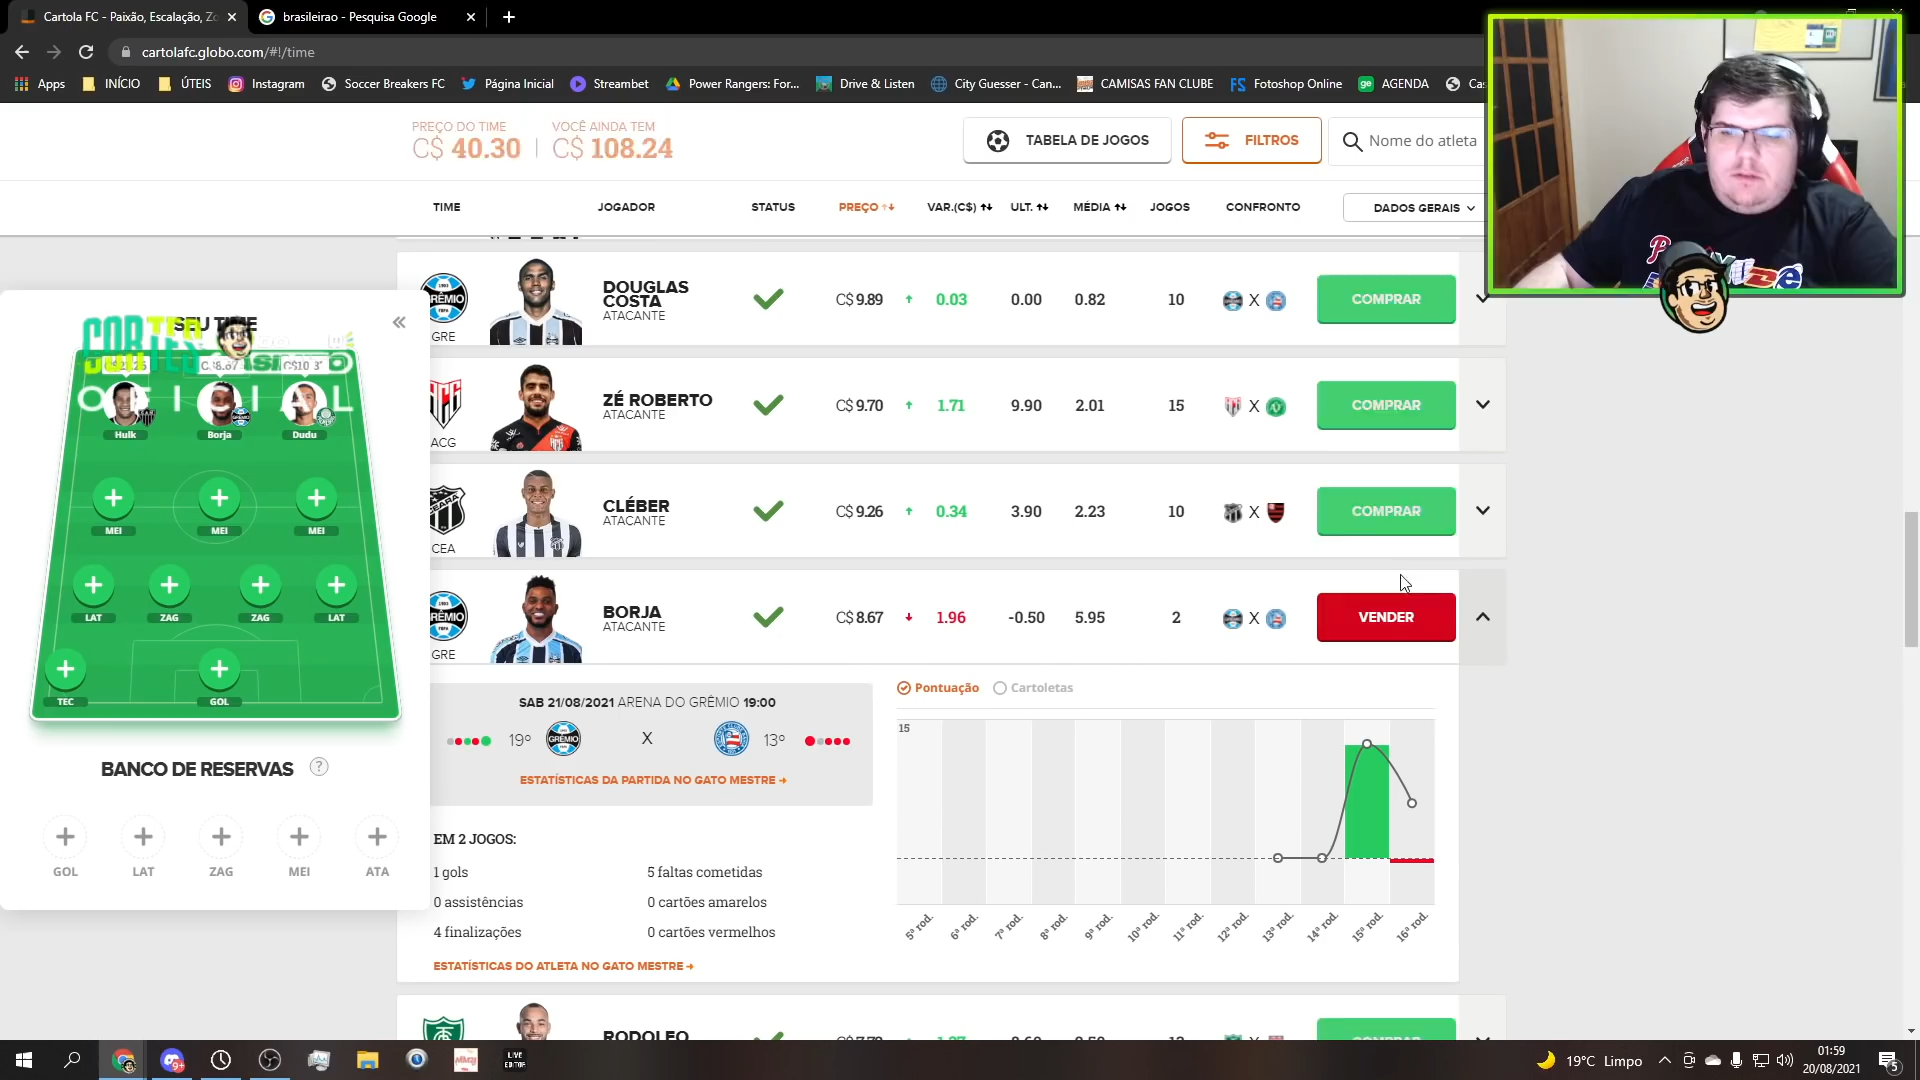 Cartola FC - Paixão, Escalação, Zo
brasileirao - Pesquisa Google
cartolafc.globo.com/#!/time
Apps
INÍCIO
ÚTEIS
Instagram
Soccer Breakers FC
Página Inicial
Streambet
Power Rangers: For...
Drive & Listen
City Guesser - Can...
CAMISAS FAN CLUBE
FS Fotoshop Online
ge AGENDA
PREÇO DO TIME
C$ 40.30
VOCÊ AINDA TEM
C$ 108.24
TABELA DE JOGOS
FILTROS
Nome do atleta
TIME JOGADOR STATUS PREÇO VAR.(C$) ULT. MÉDIA JOGOS CONFRONTO DADOS GERAIS
DOUGLAS
COSTA
ATACANTE
GRE
C$ 9.89 0.03 0.00 0.82 10 X COMPRAR
ZÉ ROBERTO
ATACANTE
ACG
C$ 9.70 1.71 9.90 2.01 15 X COMPRAR
CLÉBER
ATACANTE
CEA
C$ 9.26 0.34 3.90 2.23 10 X COMPRAR
BORJA
ATACANTE
GRE
C$ 8.67 1.96 -0.50 5.95 2 X VENDER
SAB 21/08/2021 ARENA DO GRÊMIO 19:00
19º X 13º
ESTATÍSTICAS DA PARTIDA NO GATO MESTRE
EM 2 JOGOS:
1 gols 5 faltas cometidas
0 assistências 0 cartões amarelos
4 finalizações 0 cartões vermelhos
ESTATÍSTICAS DO ATLETA NO GATO MESTRE
Pontuação Cartoletas
15
5ª rod. 6ª rod. 7ª rod. 8ª rod. 9ª rod. 10ª rod. 11ª rod. 12ª rod. 13ª rod. 14ª rod. 15ª rod. 16ª rod.
RODOLFO
SEU TIME
CORTES
OFICIAL
Hulk Borja Dudu
MEI MEI MEI
LAT ZAG ZAG LAT
TEC GOL
BANCO DE RESERVAS ?
GOL LAT ZAG MEI ATA
LIVE
EDITOR
19°C Limpo
01:59
20/08/2021
5